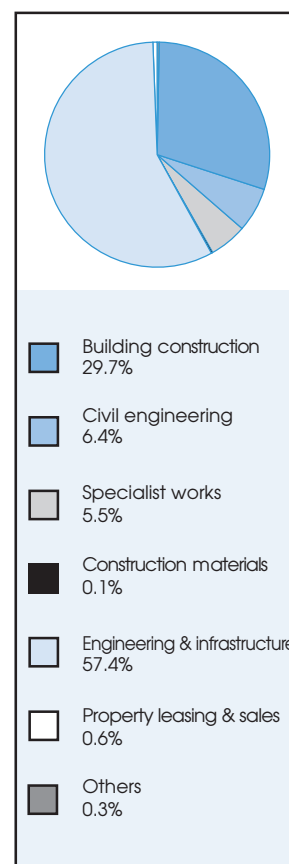 Building construction
29.7%
Civil engineering
6.4%
Specialist works
5.5%
Construction materials
0.1%
Engineering & infrastructure
57.4%
Property leasing & sales
0.6%
Others
0.3%